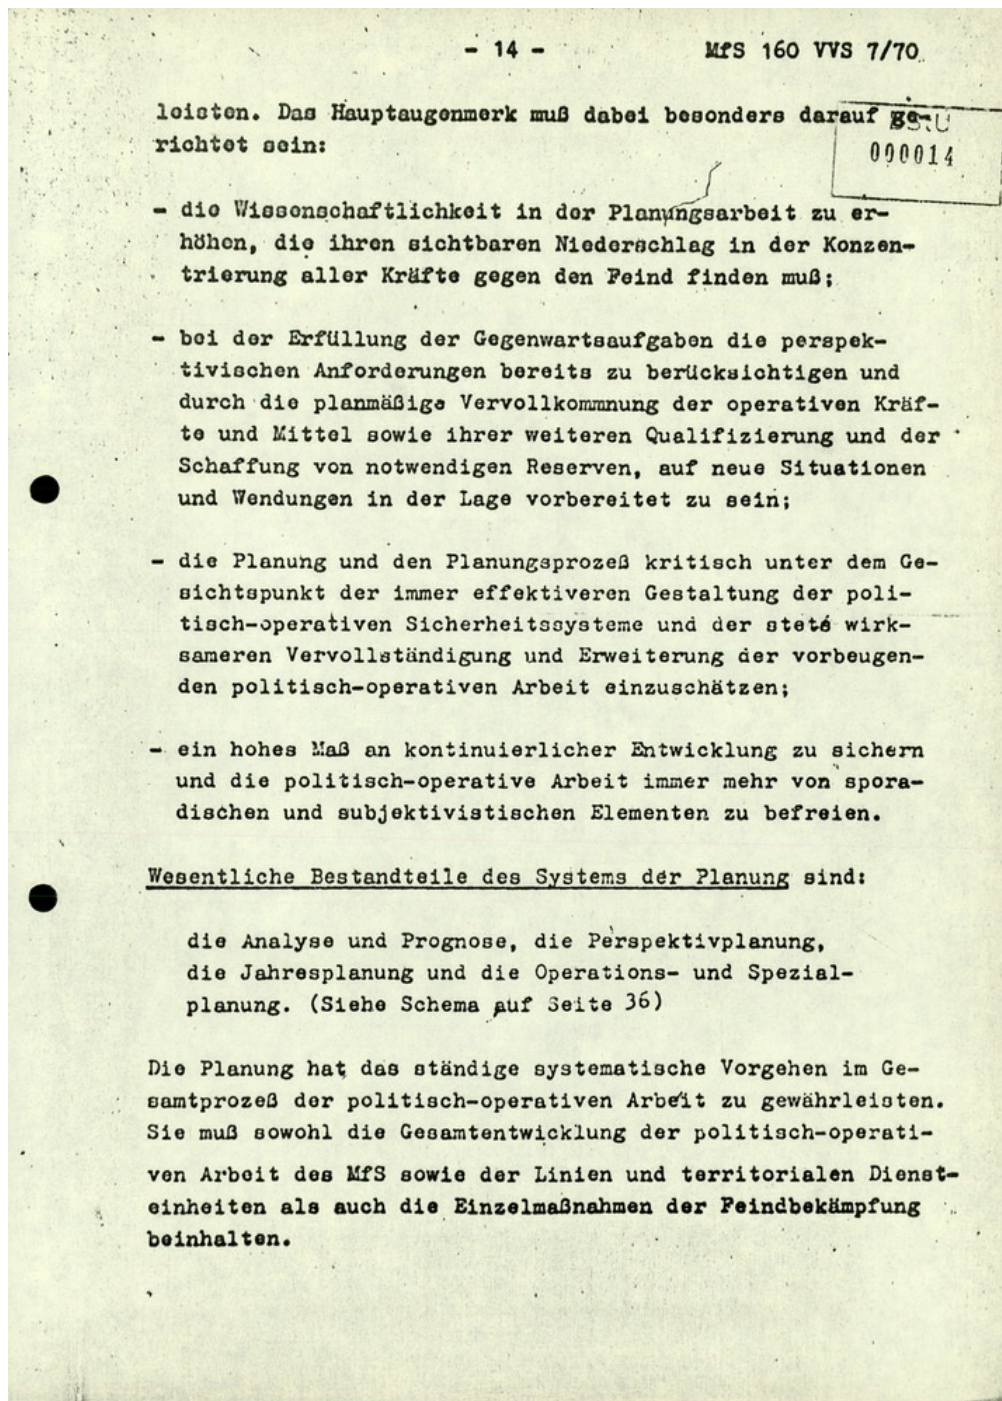 - 14 -
MfS 160 VVS 7/70
leisten. Das Hauptaugenmerk muß dabei besonders darauf ge-
BStU
richtet sein:
000014
- die Wissenschaftlichkeit in der Planungsarbeit zu er-
höhen, die ihren sichtbaren Niederschlag in der Konzen-
trierung aller Kräfte gegen den Feind finden muß;
- bei der Erfüllung der Gegenwartsaufgaben die perspek-
tivischen Anforderungen bereits zu berücksichtigen und
durch die planmäßige Vervollkommnung der operativen Kräf-
te und Mittel sowie ihrer weiteren Qualifizierung und der
Schaffung von notwendigen Reserven, auf neue Situationen
und Wendungen in der Lage vorbereitet zu sein;
- die Planung und den Planungsprozeß kritisch unter dem Ge-
sichtspunkt der immer effektiveren Gestaltung der poli-
tisch-operativen Sicherheitssysteme und der stets wirk-
sameren Vervollständigung und Erweiterung der vorbeugen-
den politisch-operativen Arbeit einzuschätzen;
- ein hohes Maß an kontinuierlicher Entwicklung zu sichern
und die politisch-operative Arbeit immer mehr von spora-
dischen und subjektivistischen Elementen zu befreien.
Wesentliche Bestandteile des Systems der Planung sind:
die Analyse und Prognose, die Perspektivplanung,
die Jahresplanung und die Operations- und Spezial-
planung. (Siehe Schema auf Seite 36)
Die Planung hat das ständige systematische Vorgehen im Ge-
samtprozeß der politisch-operativen Arbeit zu gewährleisten.
Sie muß sowohl die Gesamtentwicklung der politisch-operati-
ven Arbeit des MfS sowie der Linien und territorialen Dienst-
einheiten als auch die Einzelmaßnahmen der Feindbekämpfung
beinhalten.